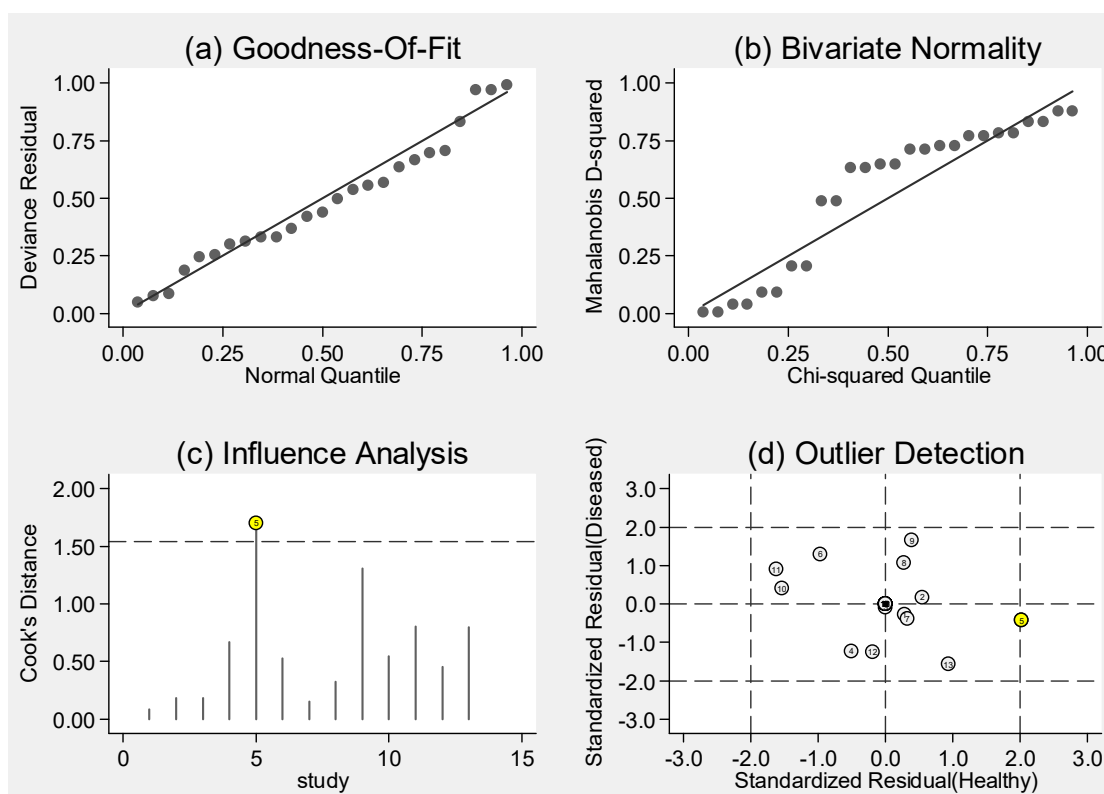 (a) Goodness-Of-Fit
Deviance Residual
1.00
0.75
0.50
0.25
0.00
0.00 0.25 0.50 0.75 1.00
Normal Quantile
(b) Bivariate Normality
Mahalanobis D-squared
1.00
0.75
0.50
0.25
0.00
0.00 0.25 0.50 0.75 1.00
Chi-squared Quantile
(c) Influence Analysis
Cook's Distance
2.00
1.50
1.00
0.50
0.00
5
0 5 10 15
study
(d) Outlier Detection
Standardized Residual(Diseased)
3.0
2.0
1.0
0.0
-1.0
-2.0
-3.0
9
6
8
11
10
2
7
5
4
12
13
-3.0 -2.0 -1.0 0.0 1.0 2.0 3.0
Standardized Residual(Healthy)